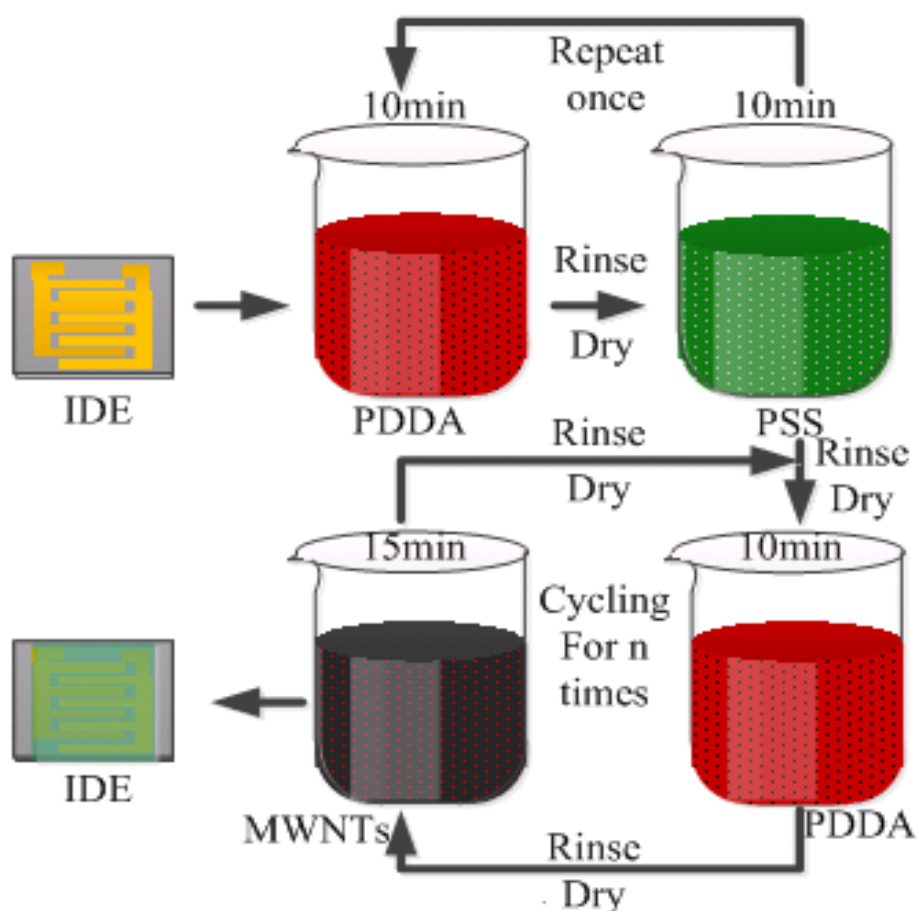 Repeat
once
10min
10min
Rinse
Dry
IDE
PDDA
PSS
Rinse
Dry
Rinse
Dry
15min
10min
Cycling
For n
times
IDE
MWNTs
PDDA
Rinse
Dry